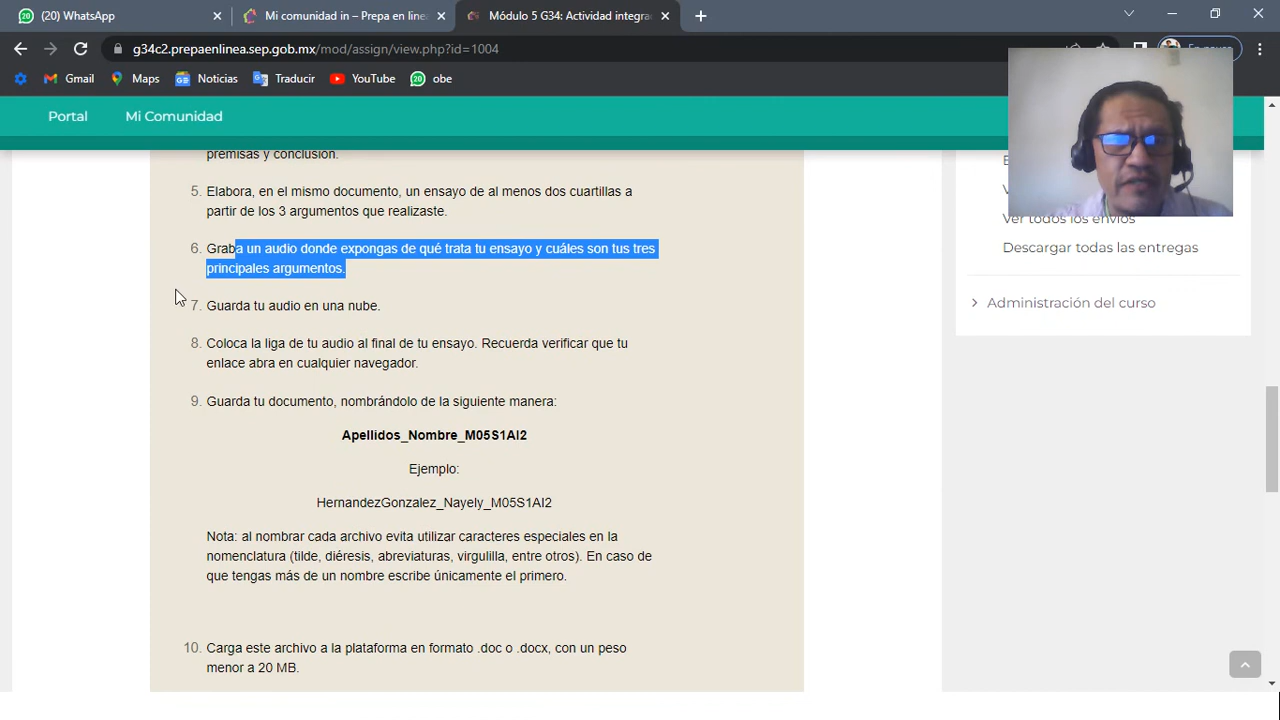 (20) WhatsApp
Mi comunidad in – Prepa en línea
Módulo 5 G34: Actividad integra
g34c2.prepaenlinea.sep.gob.mx/mod/assign/view.php?id=1004
Gmail
Maps
Noticias
Traducir
YouTube
20
obe
Portal
Mi Comunidad
premisas y conclusión.
5. Elabora, en el mismo documento, un ensayo de al menos dos cuartillas a
partir de los 3 argumentos que realizaste.
6. Graba un audio donde expongas de qué trata tu ensayo y cuáles son tus tres
principales argumentos.
7. Guarda tu audio en una nube.
8. Coloca la liga de tu audio al final de tu ensayo. Recuerda verificar que tu
enlace abra en cualquier navegador.
9. Guarda tu documento, nombrándolo de la siguiente manera:
Apellidos_Nombre_M05S1AI2
Ejemplo:
HernandezGonzalez_Nayely_M05S1AI2
Nota: al nombrar cada archivo evita utilizar caracteres especiales en la
nomenclatura (tilde, diéresis, abreviaturas, virgulilla, entre otros). En caso de
que tengas más de un nombre escribe únicamente el primero.
10. Carga este archivo a la plataforma en formato .doc o .docx, con un peso
menor a 20 MB.
Ver todos los envíos
Descargar todas las entregas
Administración del curso